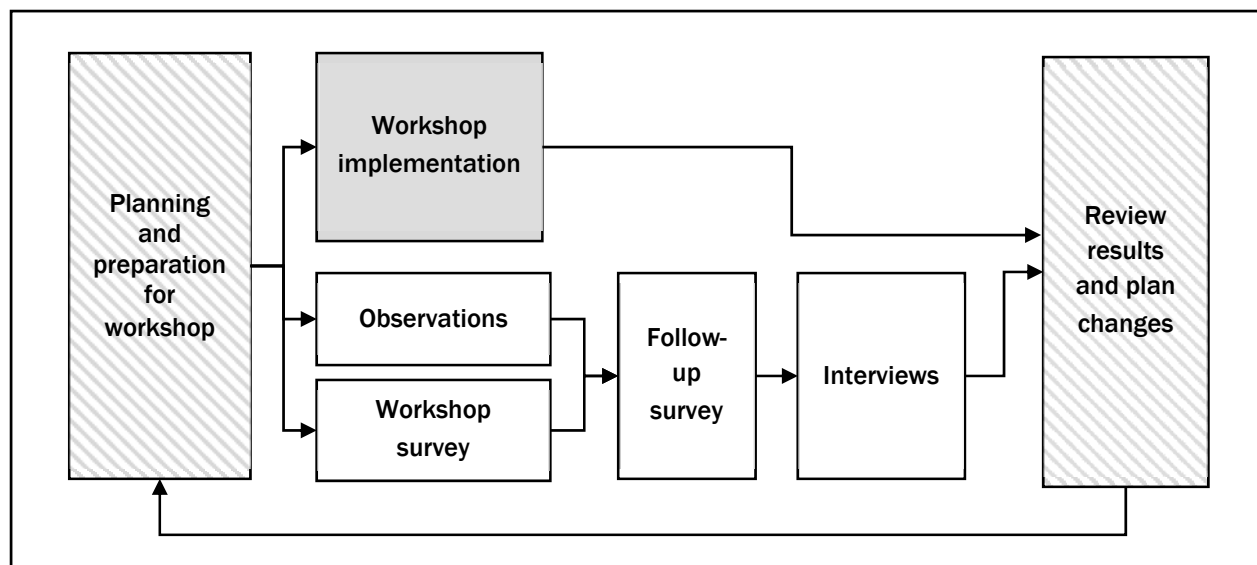 Planning
and
preparation
for
workshop
Workshop
implementation
Observations
Workshop
survey
Follow-
up
survey
Interviews
Review
results
and plan
changes